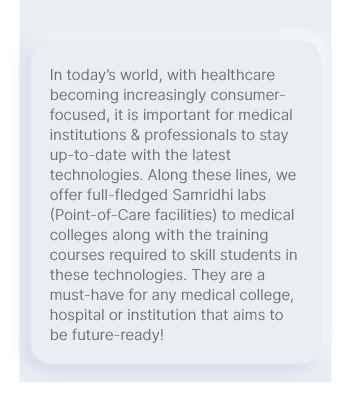 In today’s world, with healthcare
becoming increasingly consumer-
focused, it is important for medical
institutions & professionals to stay
up-to-date with the latest
technologies. Along these lines, we
offer full-fledged Samridhi labs
(Point-of-Care facilities) to medical
colleges along with the training
courses required to skill students in
these technologies. They are a
must-have for any medical college,
hospital or institution that aims to
be future-ready!